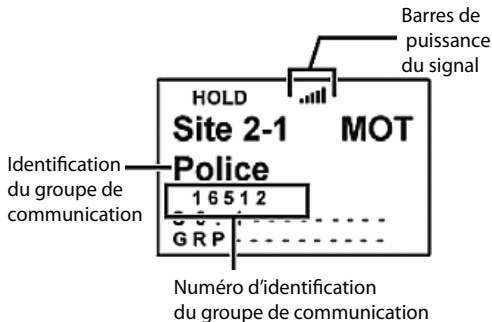 Barres de
puissance
du signal
HOLD
Site 2-1 MOT
Identification
du groupe de
communication
Police
16512
GRP - - - - - - - - -
Numéro d'identification
du groupe de communication